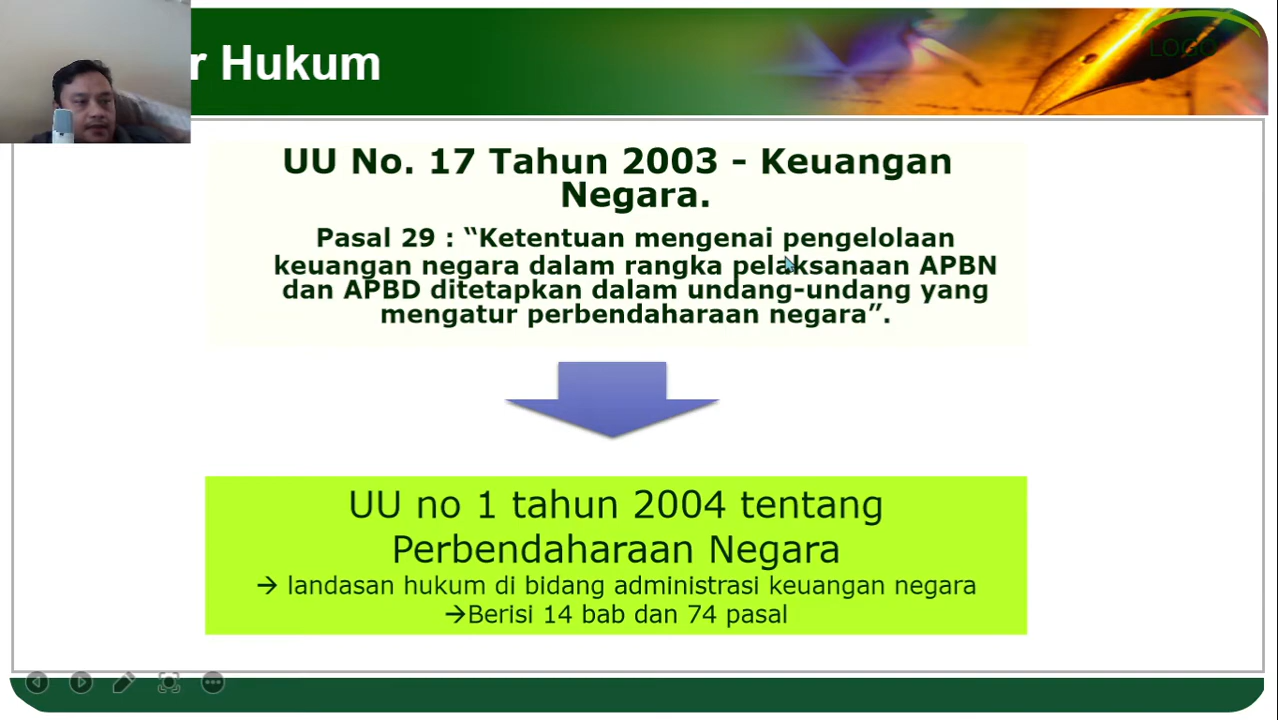 r Hukum
LOGO
UU No. 17 Tahun 2003 - Keuangan
Negara.
Pasal 29 : “Ketentuan mengenai pengelolaan
keuangan negara dalam rangka pelaksanaan APBN
dan APBD ditetapkan dalam undang-undang yang
mengatur perbendaharaan negara”.
UU no 1 tahun 2004 tentang
Perbendaharaan Negara
→ landasan hukum di bidang administrasi keuangan negara
→Berisi 14 bab dan 74 pasal